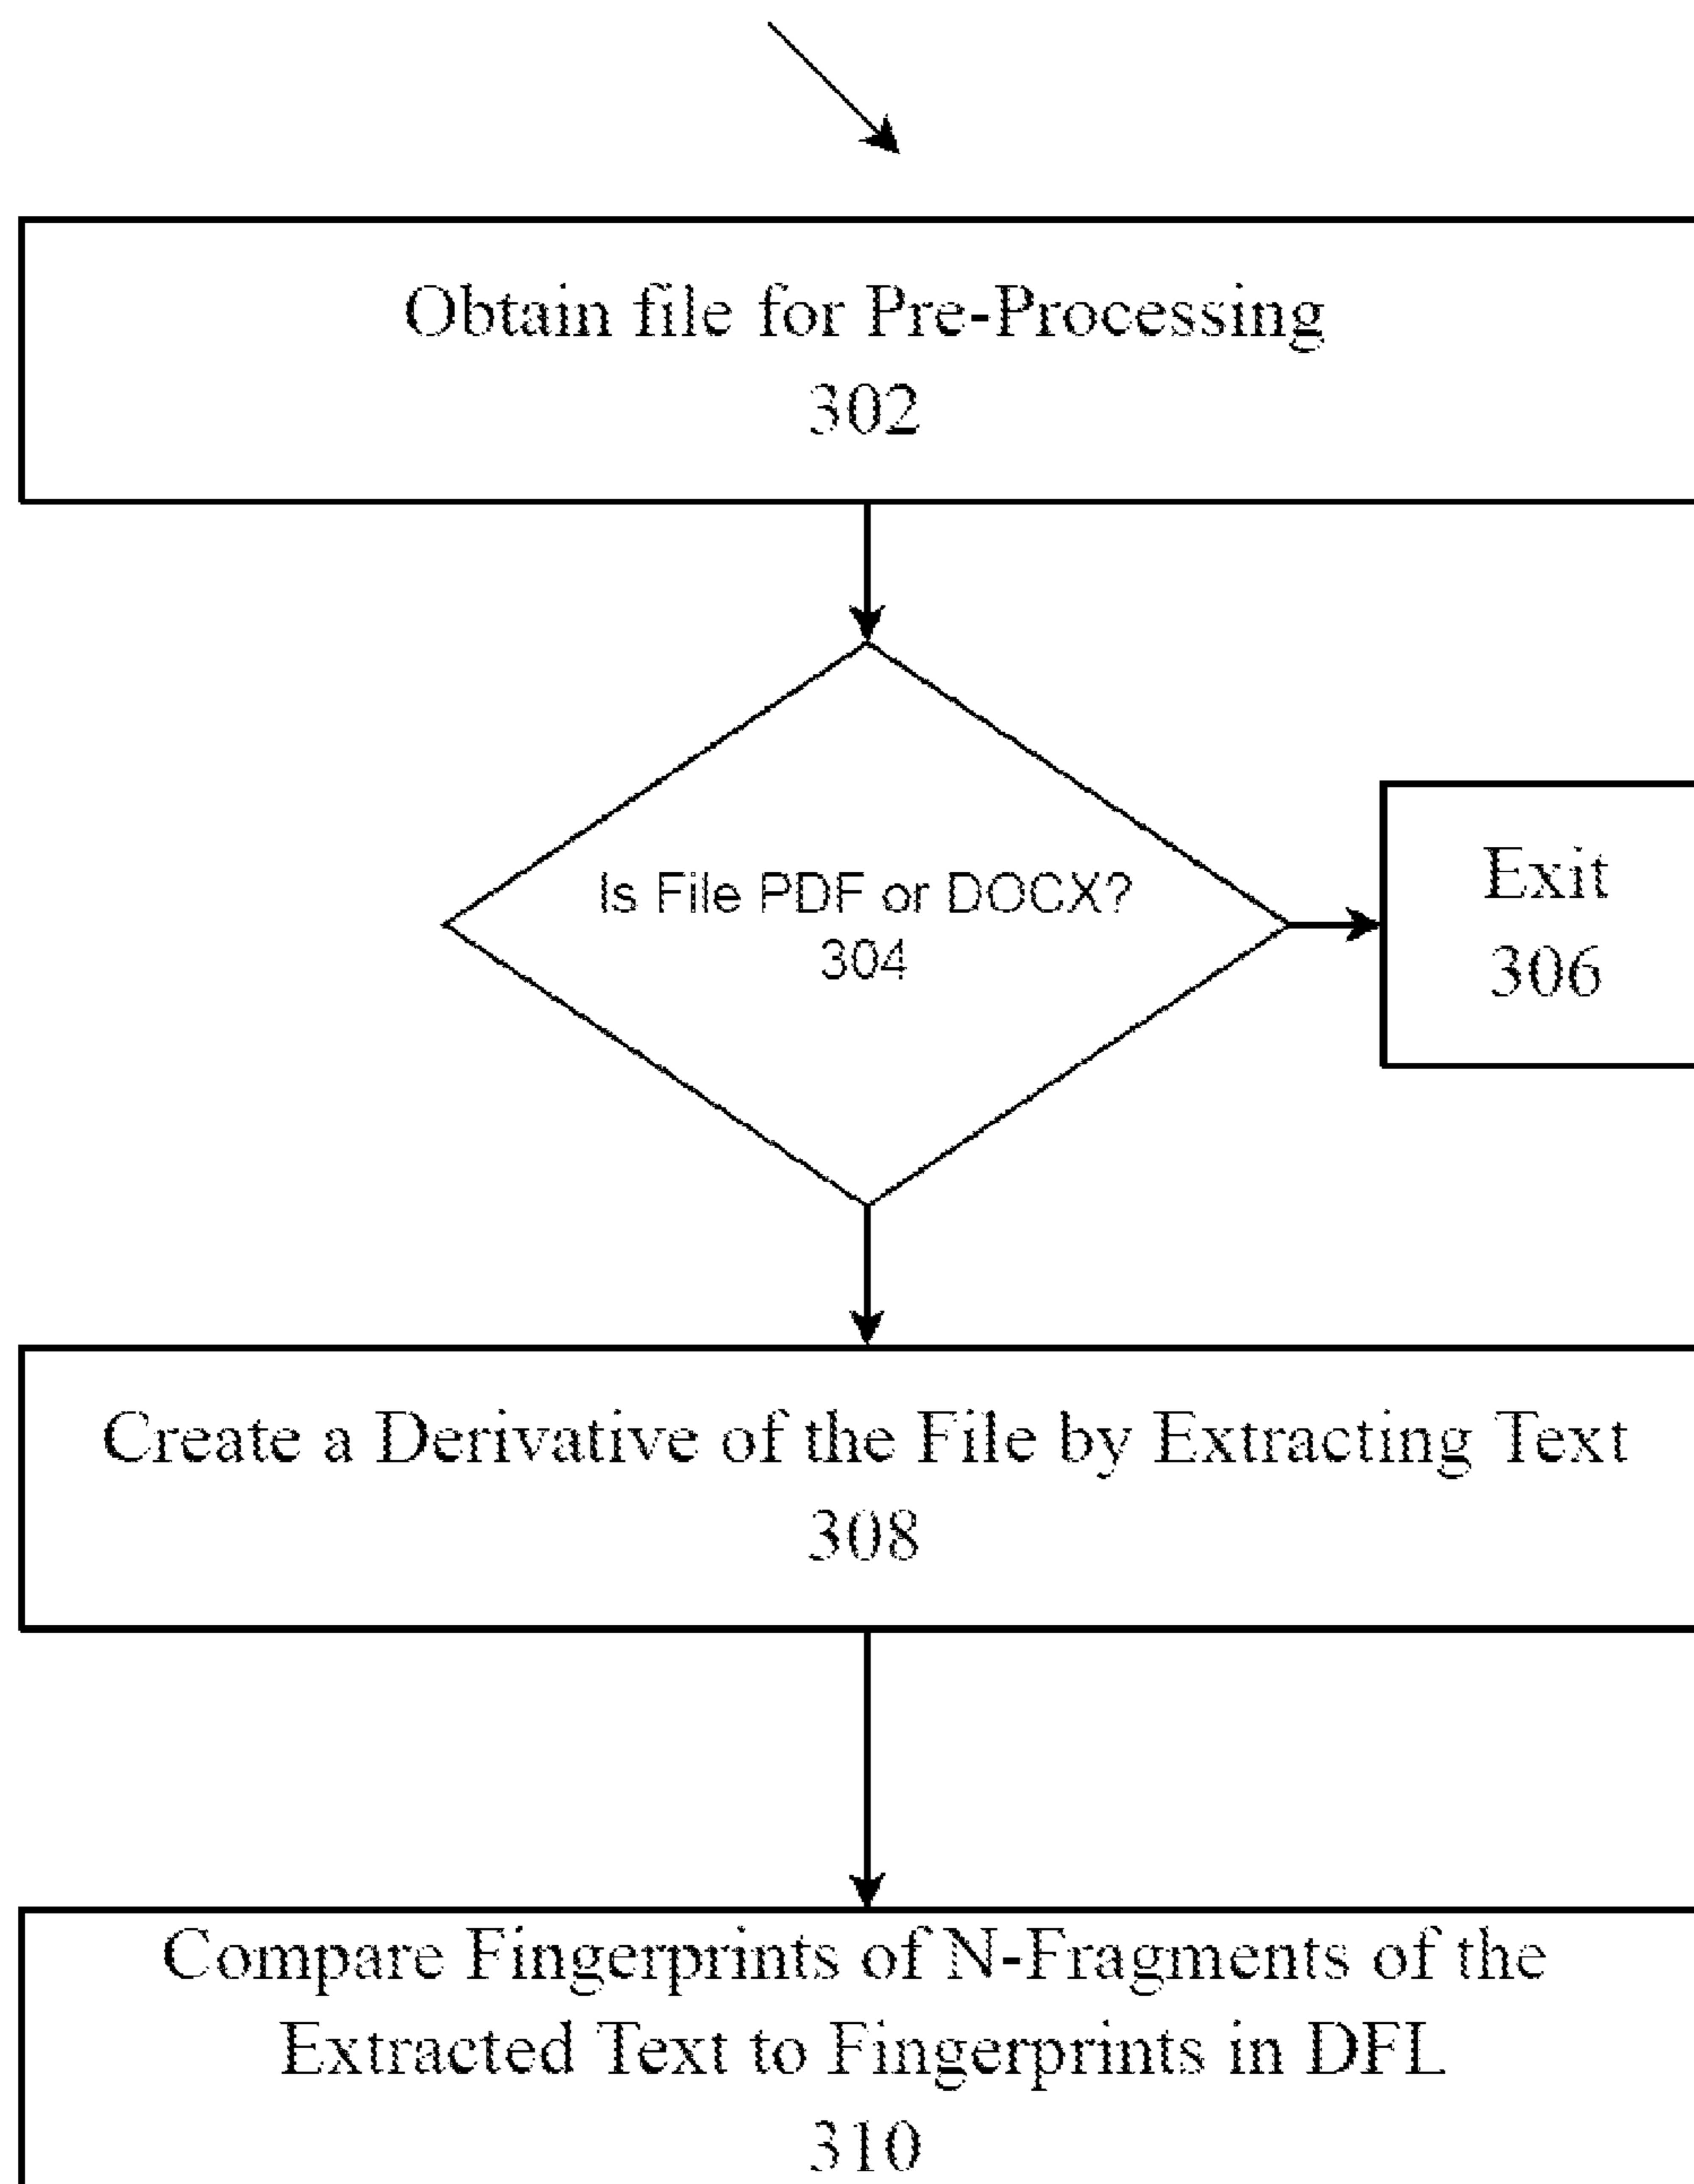 Obtain file for Pre-Processing
302
Is File PDF or DOCX?
304
Exit
306
Create a Derivative of the File by Extracting Text
308
Compare Fingerprints of N-Fragments of the
Extracted Text to Fingerprints in DFL
310